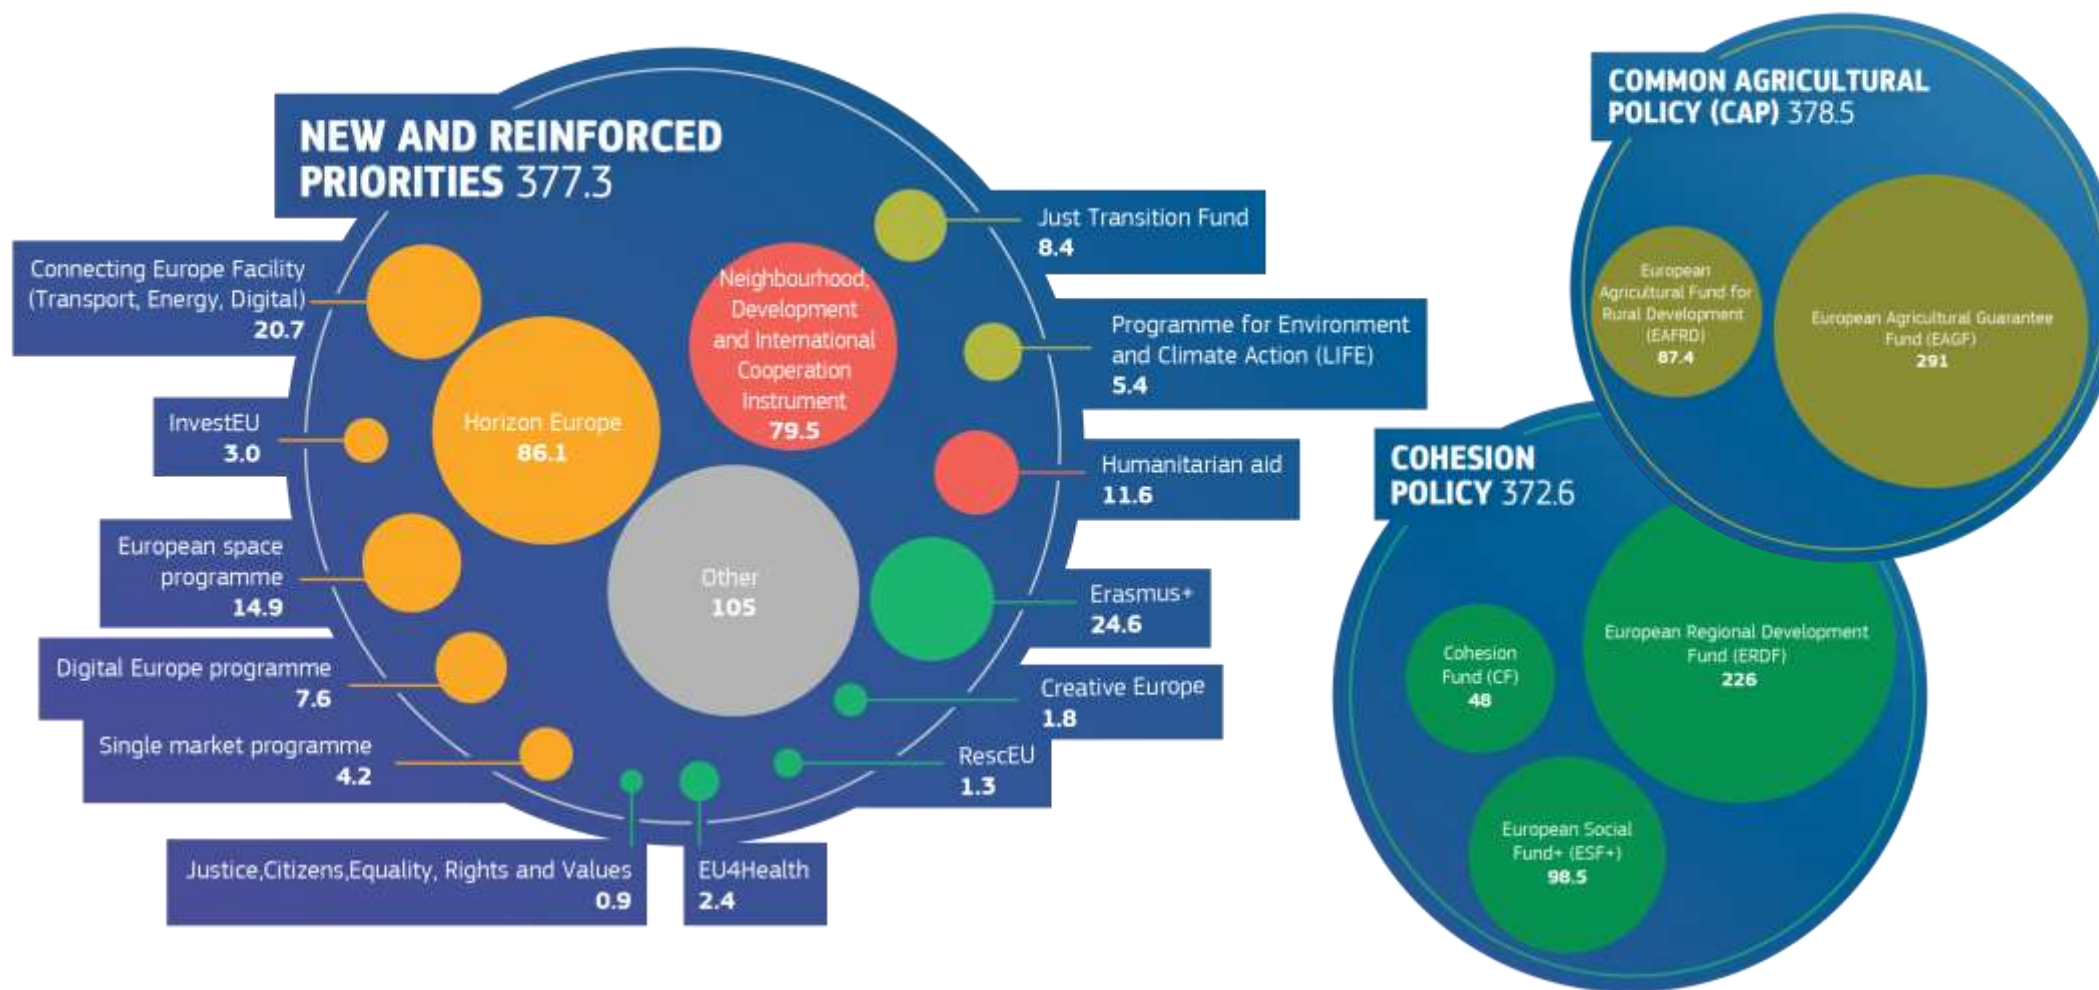 NEW AND REINFORCED
PRIORITIES 377.3
Connecting Europe Facility
(Transport, Energy, Digital)
20.7
InvestEU
3.0
European space
programme
14.9
Digital Europe programme
7.6
Single market programme
4.2
Justice,Citizens,Equality, Rights and Values
0.9
EU4Health
2.4
Horizon Europe
86.1
Neighbourhood,
Development
and International
Cooperation
Instrument
79.5
Other
105
Just Transition Fund
8.4
Programme for Environment
and Climate Action (LIFE)
5.4
Humanitarian aid
11.6
Erasmus+
24.6
Creative Europe
1.8
RescEU
1.3
COMMON AGRICULTURAL
POLICY (CAP) 378.5
European
Agricultural Fund for
Rural Development
(EAFRD)
87.4
European Agricultural Guarantee
Fund (EAGF)
291
COHESION
POLICY 372.6
Cohesion
Fund (CF)
48
European Regional Development
Fund (ERDF)
226
European Social
Fund+ (ESF+)
98.5